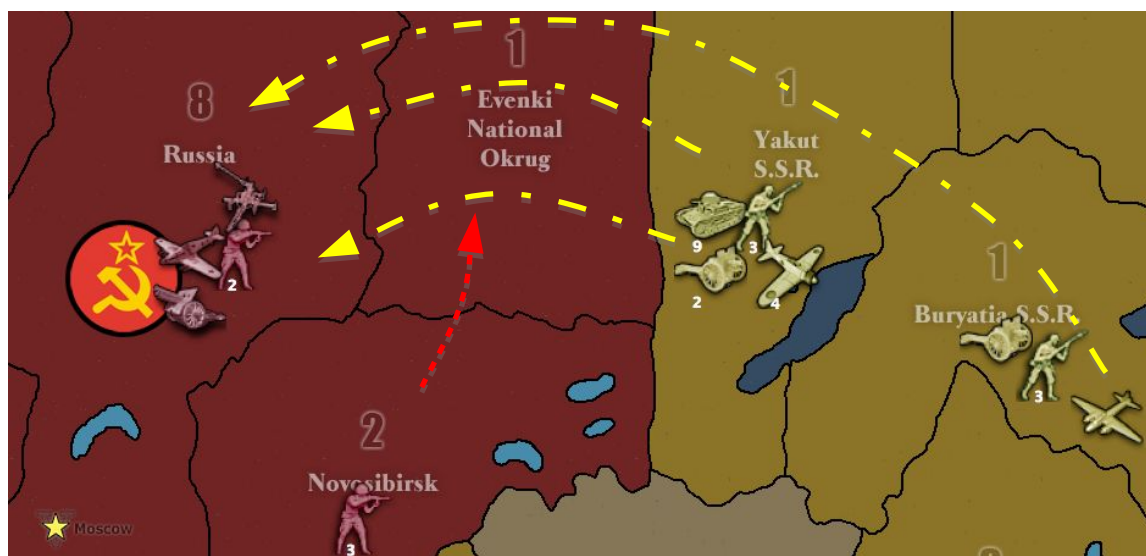 1
8
Evenki
National
Okrug
1
Russia
Yakut
S.S.R.
9
3
2
2
4
1
Buryatia S.S.R.
3
2
Novosibirsk
3
Moscow